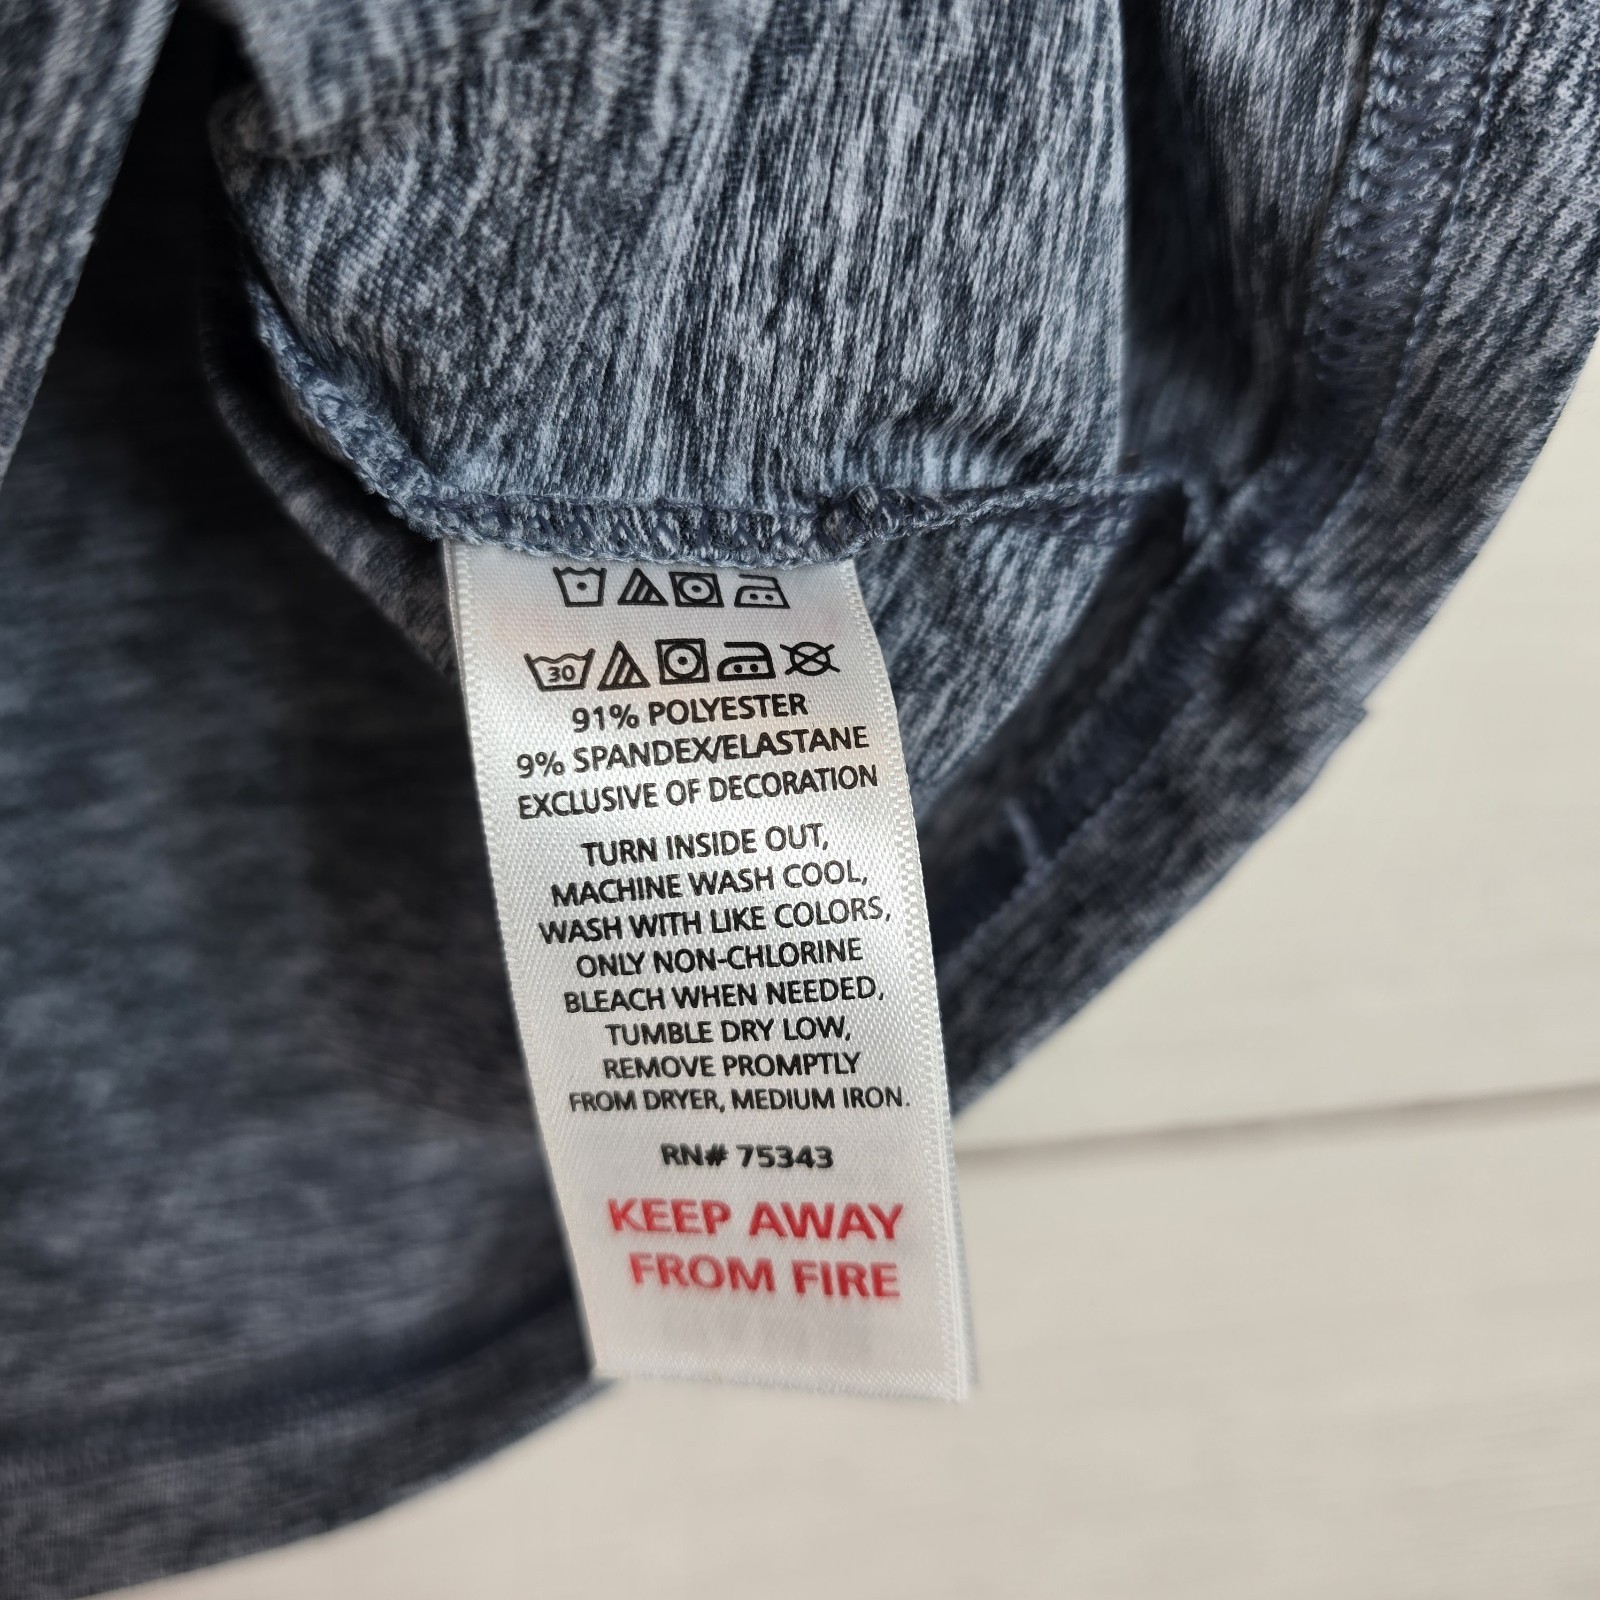 30
91% POLYESTER
9% SPANDEX/ELASTANE
EXCLUSIVE OF DECORATION
TURN INSIDE OUT,
MACHINE WASH COOL,
WASH WITH LIKE COLORS,
ONLY NON-CHLORINE
BLEACH WHEN NEEDED,
TUMBLE DRY LOW,
REMOVE PROMPTLY
FROM DRYER, MEDIUM IRON.
RN# 75343
KEEP AWAY
FROM FIRE